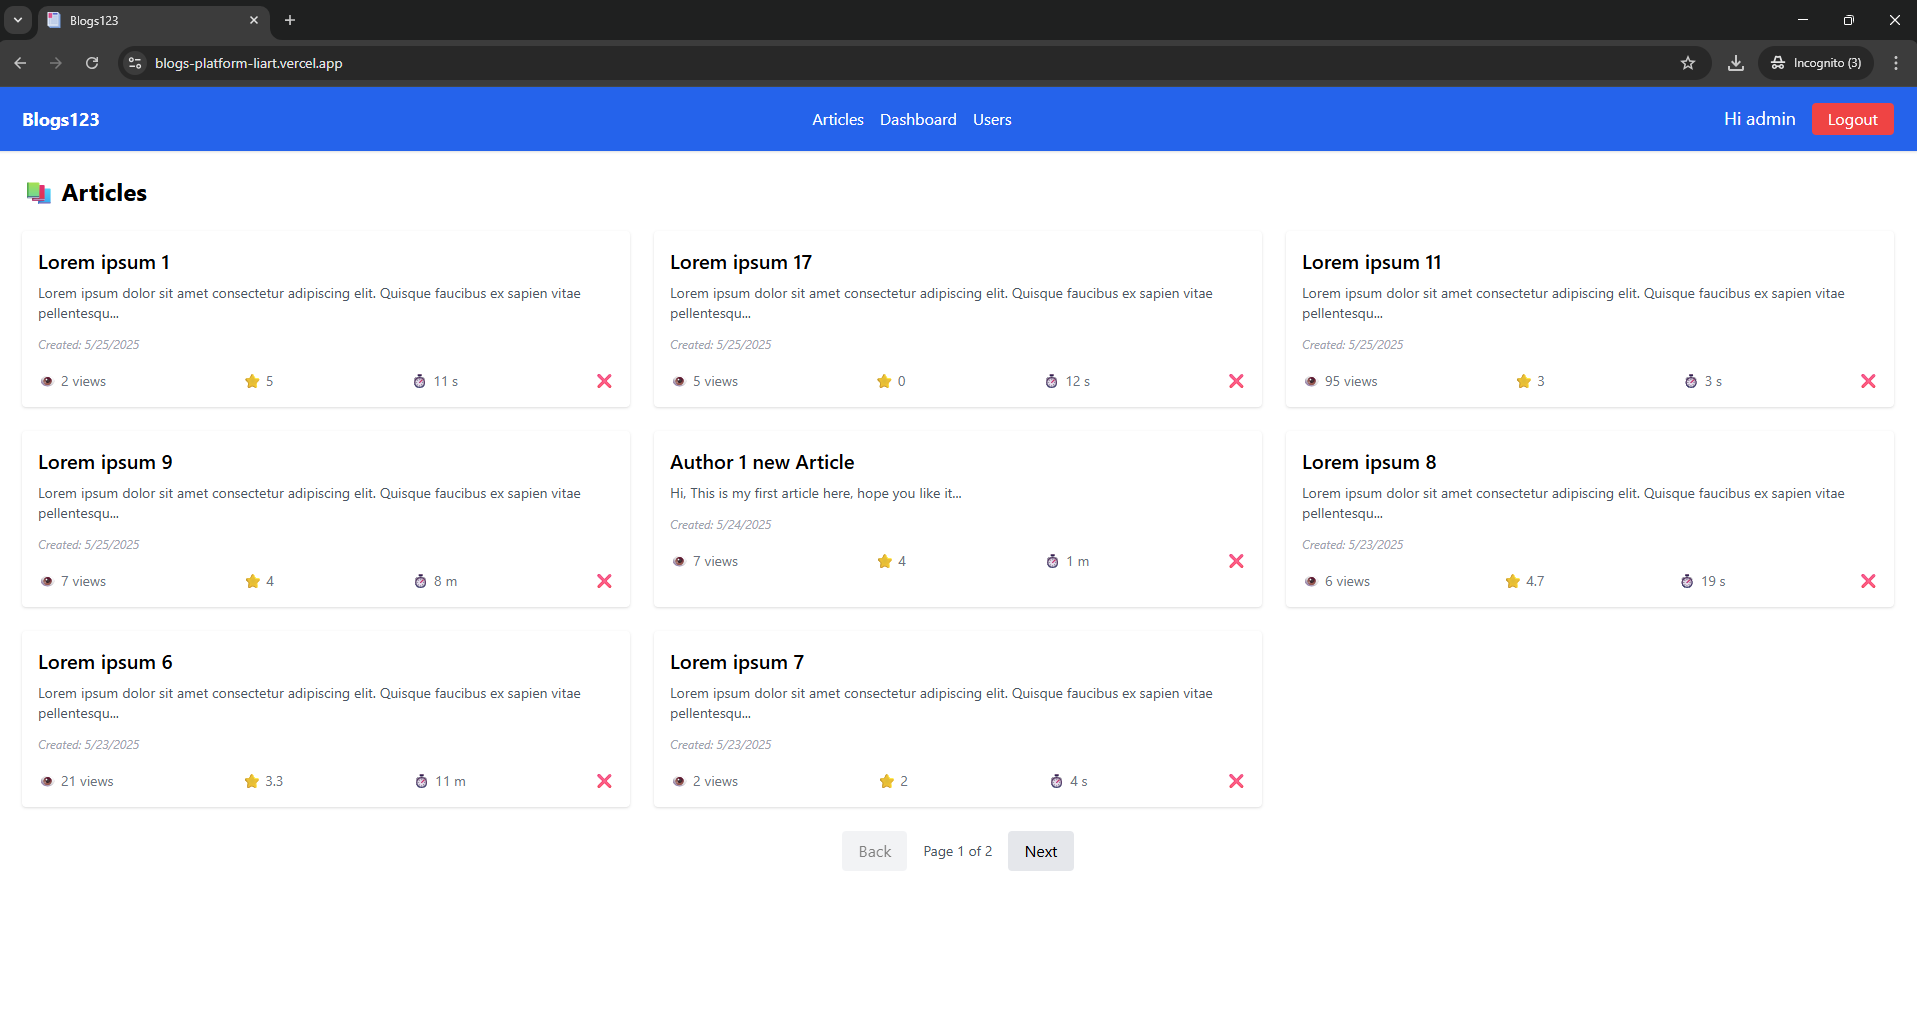 Blogs123
blogs-platform-liart.vercel.app
Incognito (3)
Blogs123
Articles Dashboard Users
Hi admin
Logout
Articles
Lorem ipsum 1
Lorem ipsum dolor sit amet consectetur adipiscing elit. Quisque faucibus ex sapien vitae
pellentesqu...
Created: 5/25/2025
2 views 5 11 s
Lorem ipsum 17
Lorem ipsum dolor sit amet consectetur adipiscing elit. Quisque faucibus ex sapien vitae
pellentesqu...
Created: 5/25/2025
5 views 0 12 s
Lorem ipsum 11
Lorem ipsum dolor sit amet consectetur adipiscing elit. Quisque faucibus ex sapien vitae
pellentesqu...
Created: 5/25/2025
95 views 3 3 s
Lorem ipsum 9
Lorem ipsum dolor sit amet consectetur adipiscing elit. Quisque faucibus ex sapien vitae
pellentesqu...
Created: 5/25/2025
7 views 4 8 m
Author 1 new Article
Hi, This is my first article here, hope you like it...
Created: 5/24/2025
7 views 4 1 m
Lorem ipsum 8
Lorem ipsum dolor sit amet consectetur adipiscing elit. Quisque faucibus ex sapien vitae
pellentesqu...
Created: 5/23/2025
6 views 4.7 19 s
Lorem ipsum 6
Lorem ipsum dolor sit amet consectetur adipiscing elit. Quisque faucibus ex sapien vitae
pellentesqu...
Created: 5/23/2025
21 views 3.3 11 m
Lorem ipsum 7
Lorem ipsum dolor sit amet consectetur adipiscing elit. Quisque faucibus ex sapien vitae
pellentesqu...
Created: 5/23/2025
2 views 2 4 s
Back Page 1 of 2 Next